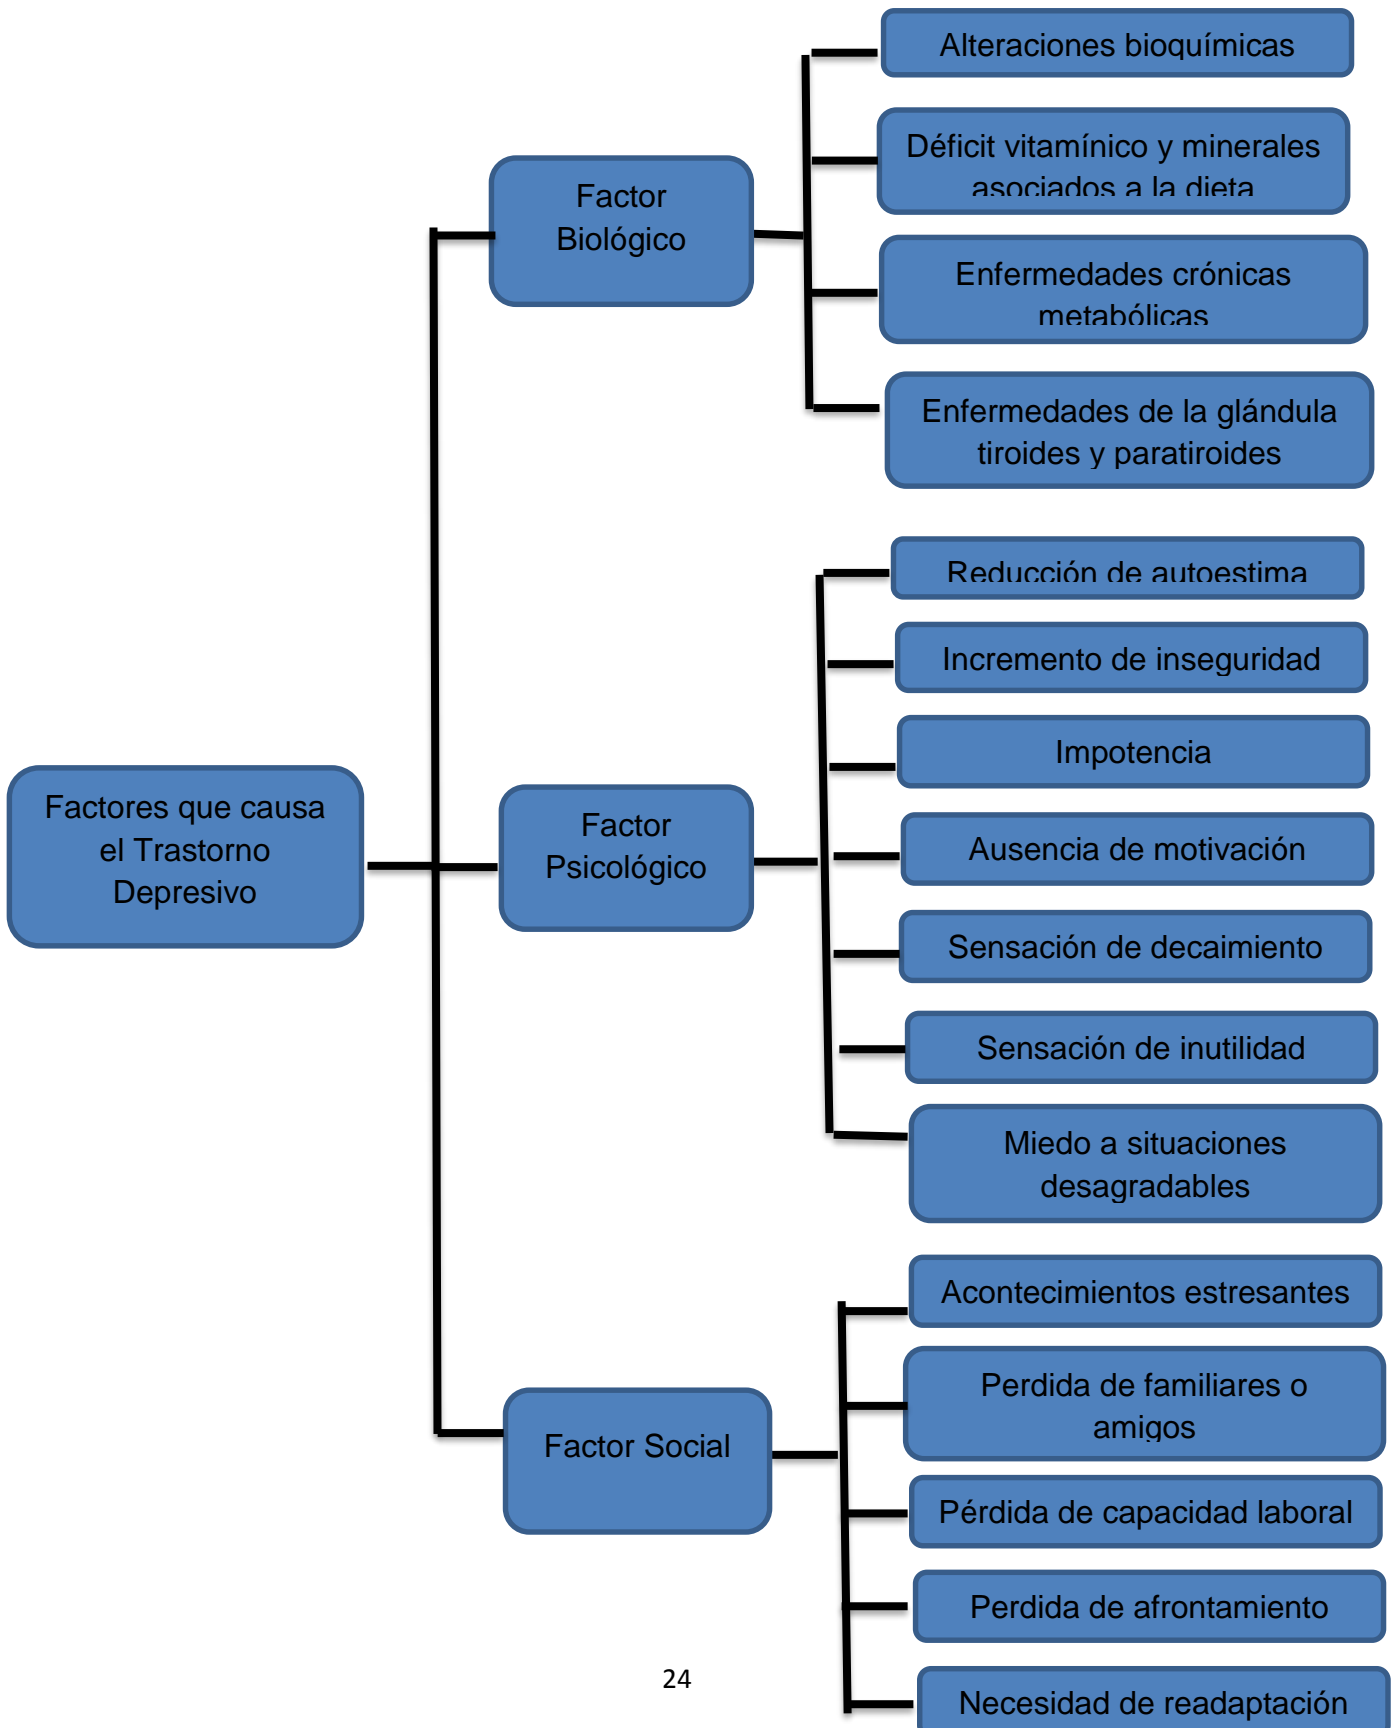 Alteraciones bioquímicas
Déficit vitamínico y minerales
asociados a la dieta
Factor
Biológico
Enfermedades crónicas
metabólicas
Enfermedades de la glándula
tiroides y paratiroides
Reducción de autoestima
Incremento de inseguridad
Impotencia
Factores que causa
el Trastorno
Depresivo
Factor
Psicológico
Ausencia de motivación
Sensación de decaimiento
Sensación de inutilidad
Miedo a situaciones
desagradables
Acontecimientos estresantes
Perdida de familiares o
amigos
Factor Social
Pérdida de capacidad laboral
Perdida de afrontamiento
Necesidad de readaptación
24